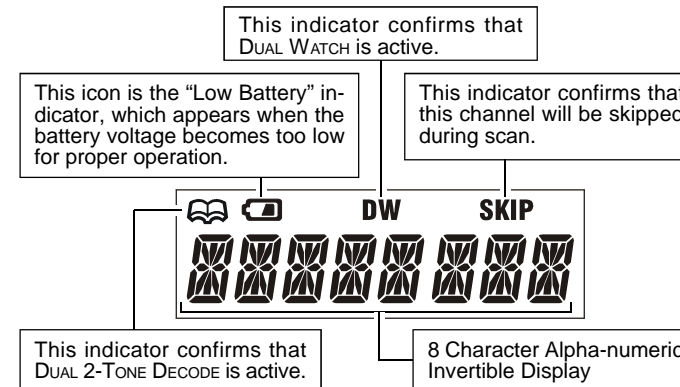 This indicator confirms that
DUAL WATCH is active.
This icon is the “Low Battery” in-
dicator, which appears when the
battery voltage becomes too low
for proper operation.
This indicator confirms that
this channel will be skipped
during scan.
DW SKIP
This indicator confirms that
DUAL 2-TONE DECODE is active.
8 Character Alpha-numeric
Invertible Display